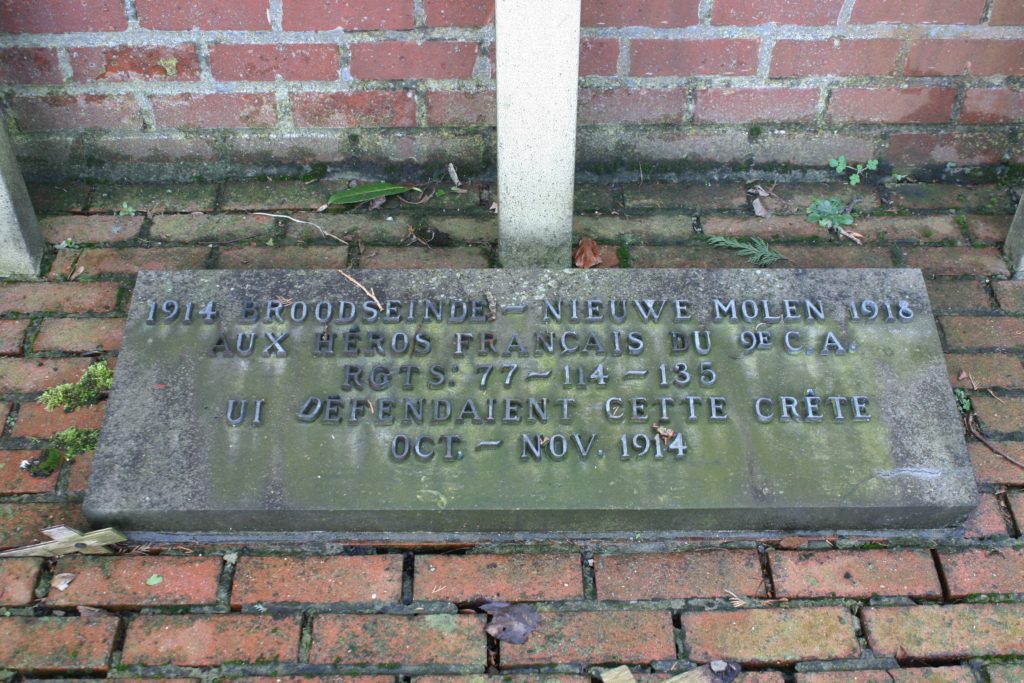 1914 BROODSEINDE – NIEUWE MOLEN 1918
AUX HÉROS FRANÇAIS DU 9E C.A.
RGTS: 77 – 114 – 135
UI DÉFENDAIENT CETTE CRÊTE
OCT. – NOV. 1914